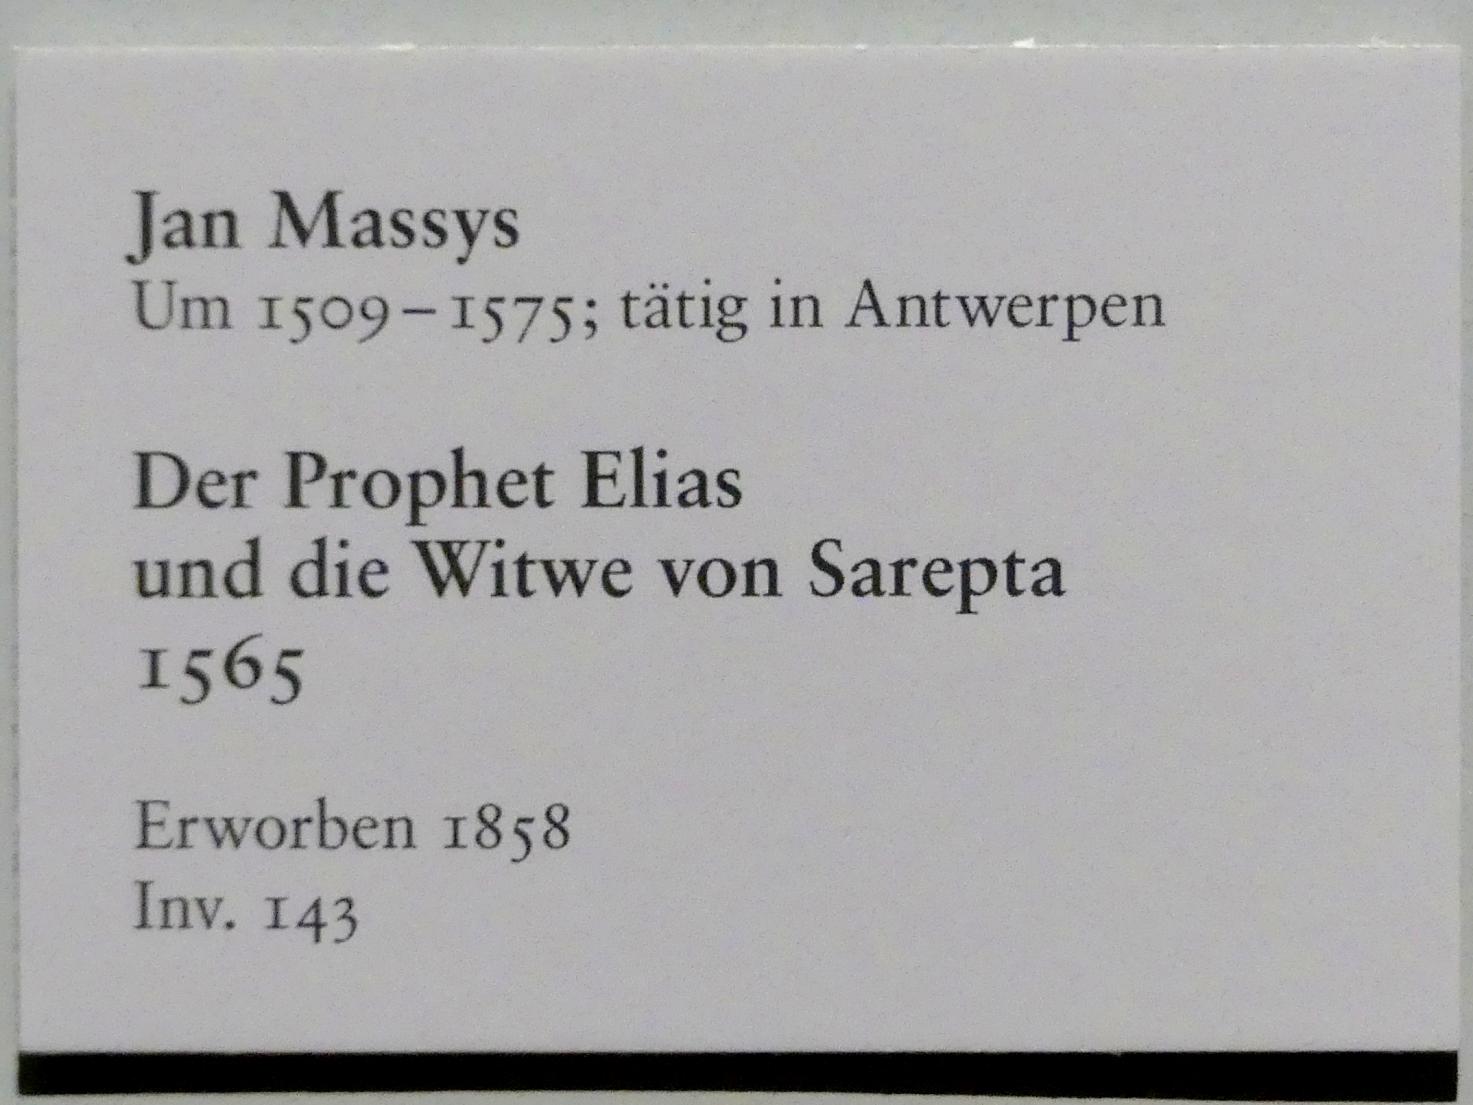 Jan Massys
Um 1509–1575; tätig in Antwerpen
Der Prophet Elias
und die Witwe von Sarepta
1565
Erworben 1858
Inv. 143